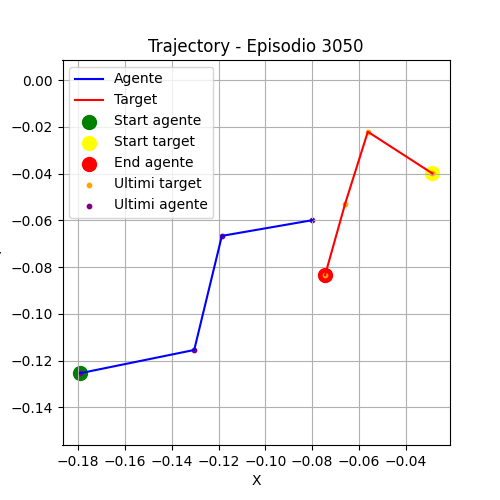 Trajectory - Episodio 3050
Agente
Target
Start agente
Start target
End agente
Ultimi target
Ultimi agente
0.00
−0.02
−0.04
−0.06
−0.08
−0.10
−0.12
−0.14
−0.18 −0.16 −0.14 −0.12 −0.10 −0.08 −0.06 −0.04
X